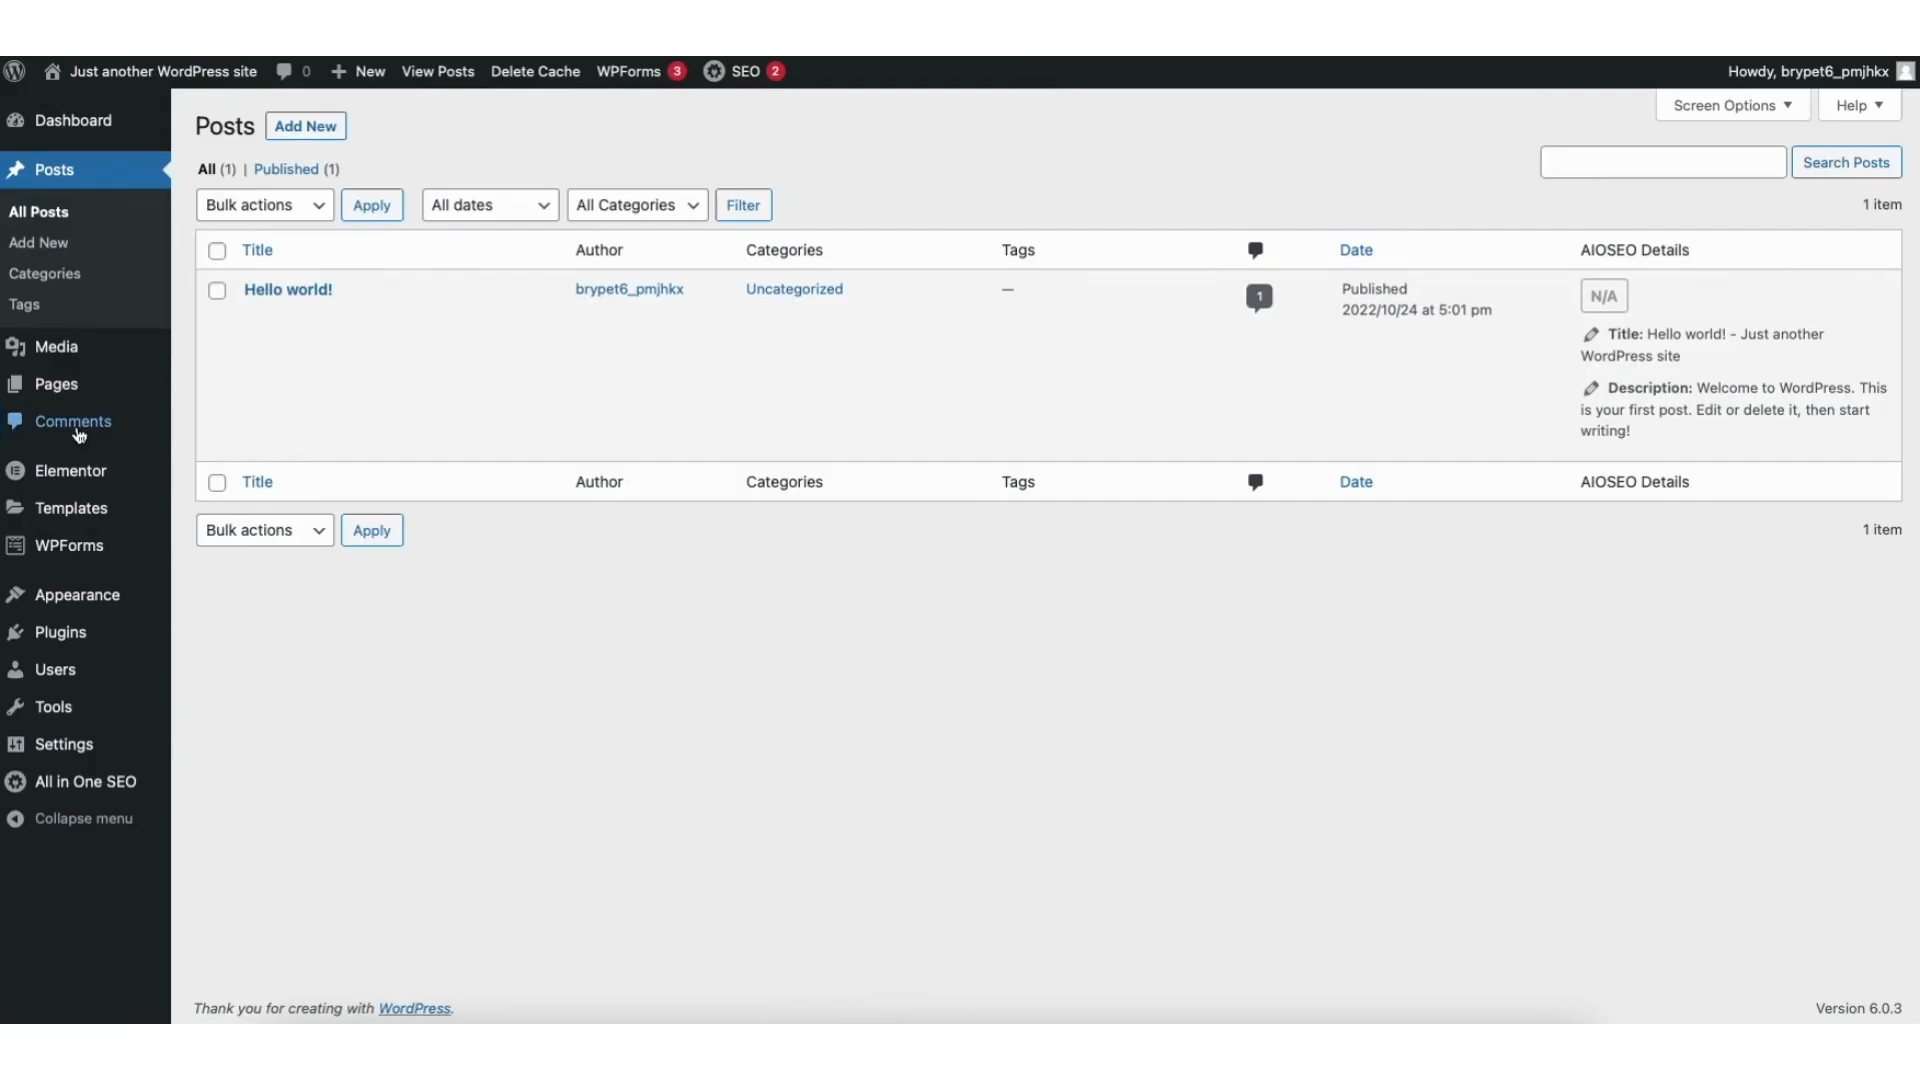 Just another WordPress site 0 New View Posts Delete Cache WPForms 3 SEO 2 Howdy, brypet6_pmjhkx
Screen Options Help
Dashboard
Posts
All Posts
Add New
Categories
Tags
Media
Pages
Comments
Elementor
Templates
WPForms
Appearance
Plugins
Users
Tools
Settings
All in One SEO
Collapse menu
Posts Add New
All (1) | Published (1)
Search Posts
Bulk actions Apply All dates All Categories Filter 1 item
Title Author Categories Tags Date AIOSEO Details
Hello world! brypet6_pmjhkx Uncategorized — 1 Published N/A
2022/10/24 at 5:01 pm
Title: Hello world! - Just another
WordPress site
Description: Welcome to WordPress. This
is your first post. Edit or delete it, then start
writing!
Title Author Categories Tags Date AIOSEO Details
Bulk actions Apply 1 item
Thank you for creating with WordPress. Version 6.0.3